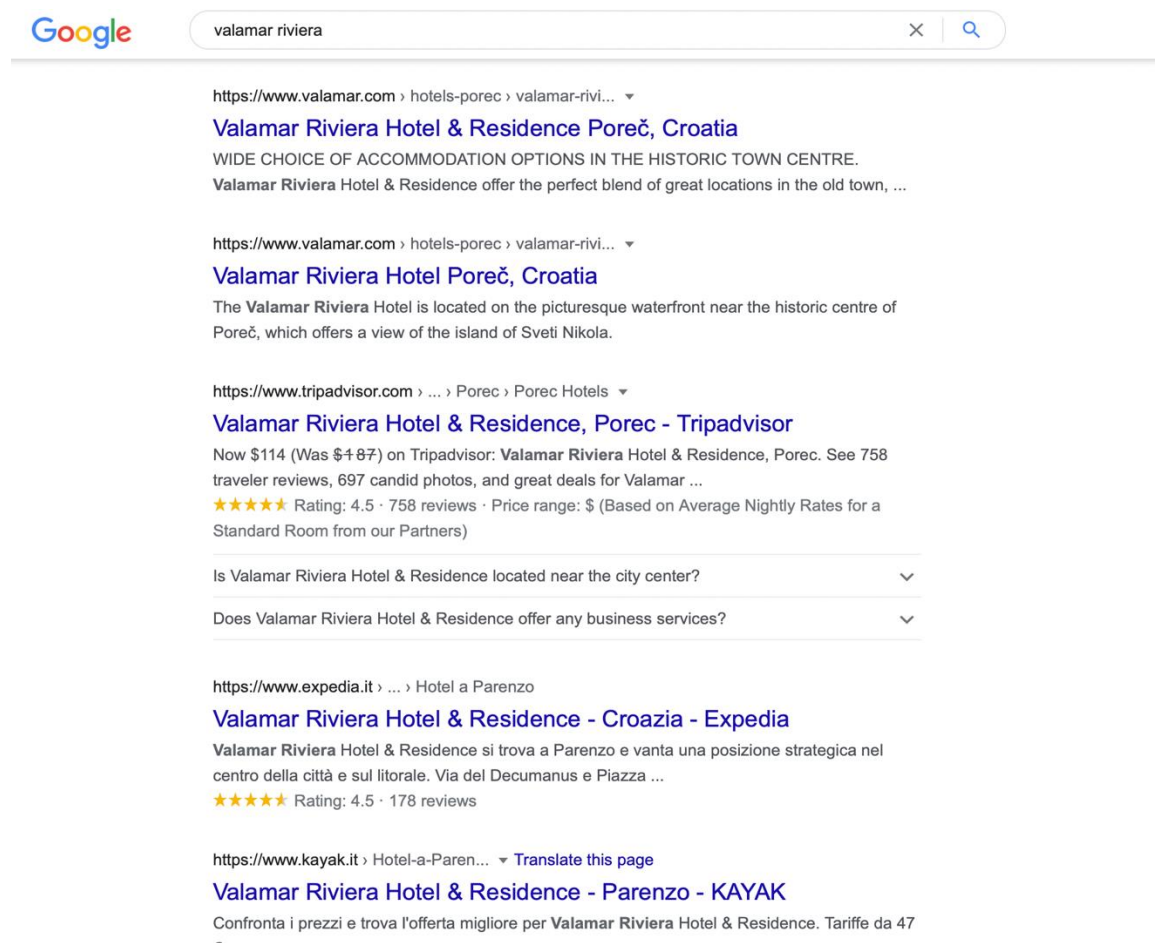 Google
valamar riviera
https://www.valamar.com › hotels-porec › valamar-rivi...
Valamar Riviera Hotel & Residence Poreč, Croatia
WIDE CHOICE OF ACCOMMODATION OPTIONS IN THE HISTORIC TOWN CENTRE.
Valamar Riviera Hotel & Residence offer the perfect blend of great locations in the old town, ...
https://www.valamar.com › hotels-porec › valamar-rivi...
Valamar Riviera Hotel Poreč, Croatia
The Valamar Riviera Hotel is located on the picturesque waterfront near the historic centre of
Poreč, which offers a view of the island of Sveti Nikola.
https://www.tripadvisor.com › ... › Porec › Porec Hotels
Valamar Riviera Hotel & Residence, Porec - Tripadvisor
Now $114 (Was $187) on Tripadvisor: Valamar Riviera Hotel & Residence, Porec. See 758
traveler reviews, 697 candid photos, and great deals for Valamar ...
Rating: 4.5 · 758 reviews · Price range: $ (Based on Average Nightly Rates for a
Standard Room from our Partners)
Is Valamar Riviera Hotel & Residence located near the city center?
Does Valamar Riviera Hotel & Residence offer any business services?
https://www.expedia.it › ... › Hotel a Parenzo
Valamar Riviera Hotel & Residence - Croazia - Expedia
Valamar Riviera Hotel & Residence si trova a Parenzo e vanta una posizione strategica nel
centro della città e sul litorale. Via del Decumanus e Piazza ...
Rating: 4.5 · 178 reviews
https://www.kayak.it › Hotel-a-Paren... Translate this page
Valamar Riviera Hotel & Residence - Parenzo - KAYAK
Confronta i prezzi e trova l'offerta migliore per Valamar Riviera Hotel & Residence. Tariffe da 47